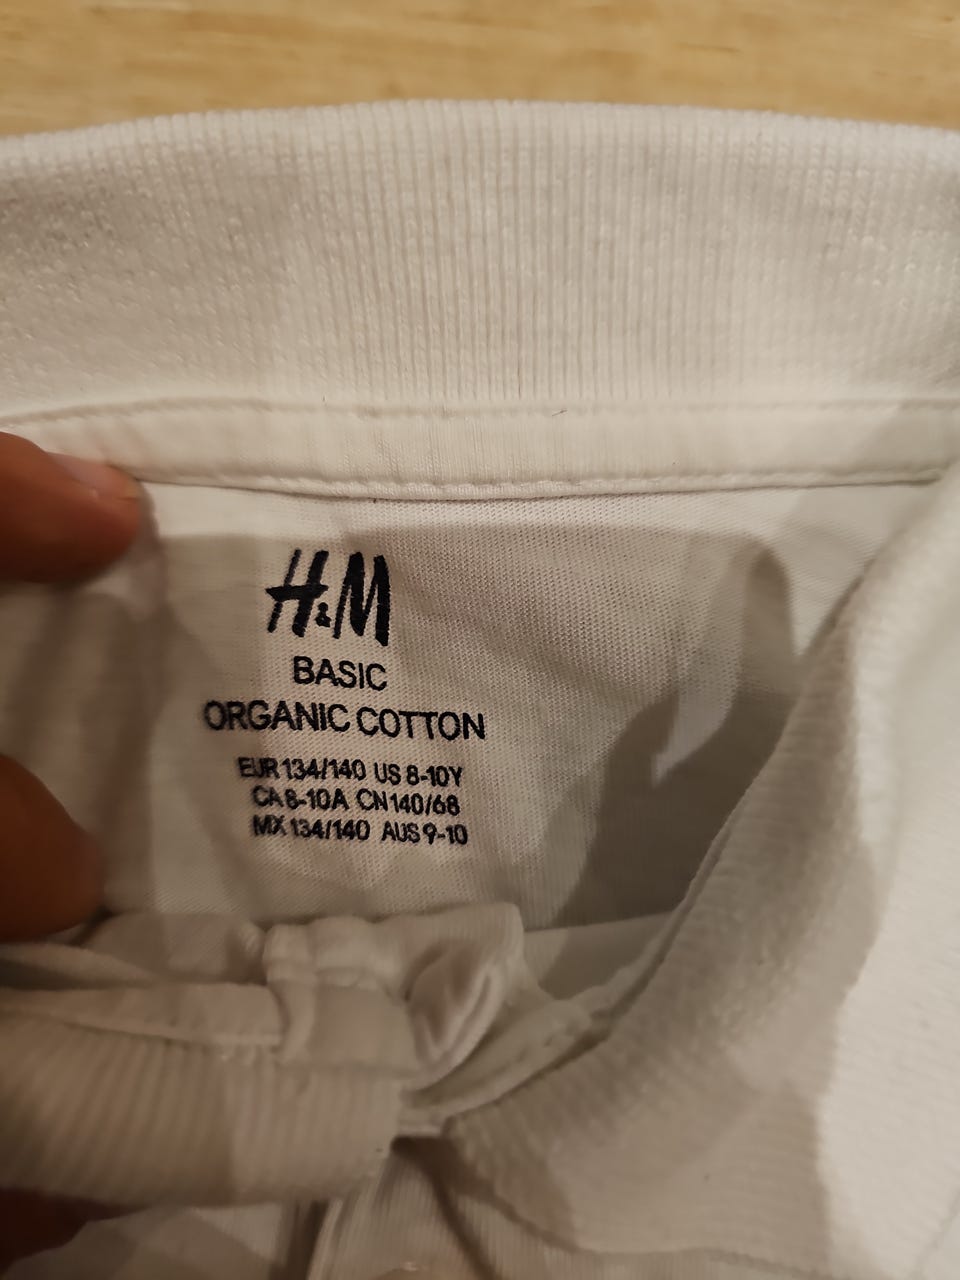 H&M
BASIC
ORGANIC COTTON
EUR 134/140 US 8-10Y
CA 8-10A CN 140/68
MX 134/140 AUS 9-10